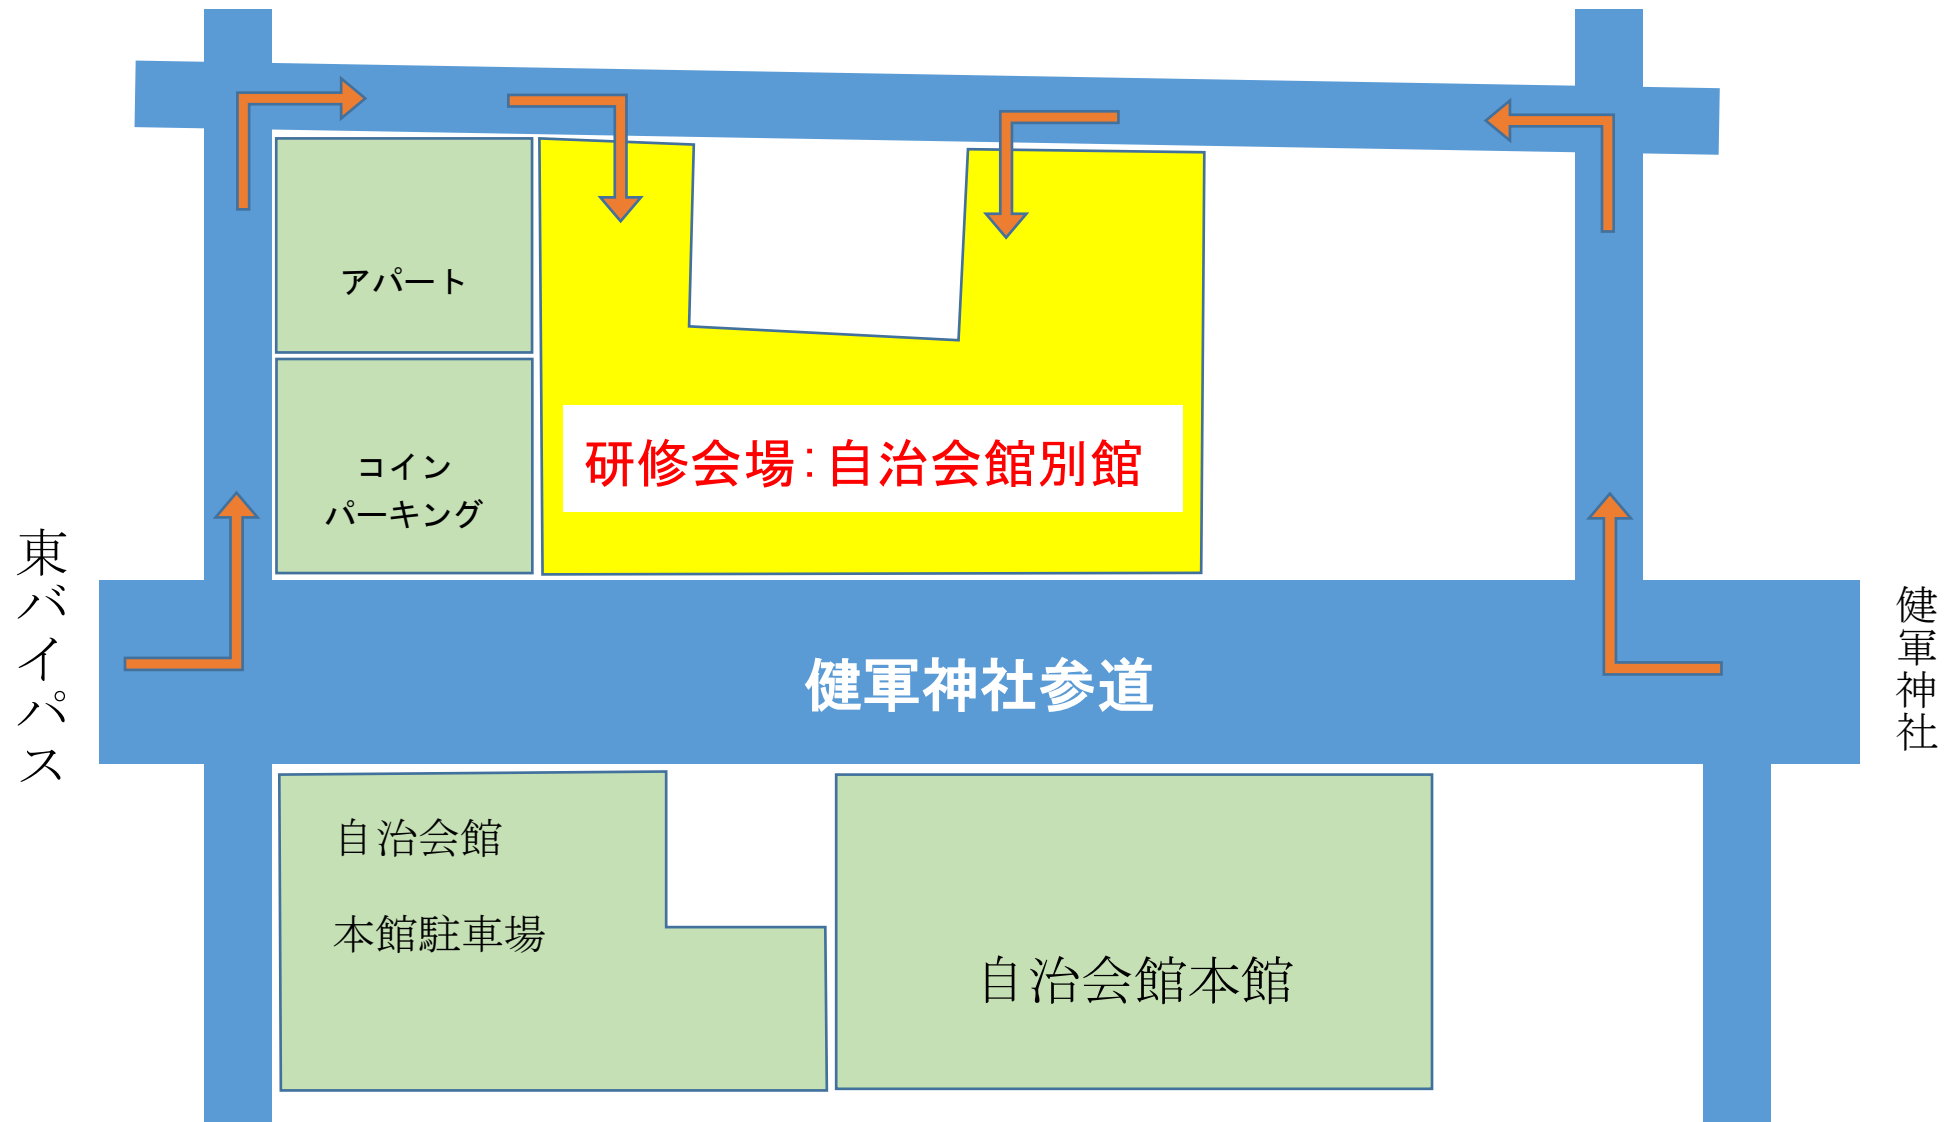 アパート
コイン
パーキング
研修会場:自治会館別館
東バイパス
健軍神社参道
健軍神社
自治会館
本館駐車場
自治会館本館